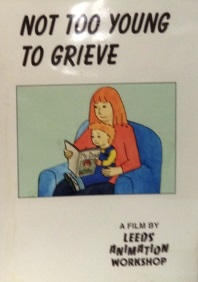 NOT TOO YOUNG
TO GRIEVE
A FILM BY
LEEDS
ANIMATION
WORKSHOP